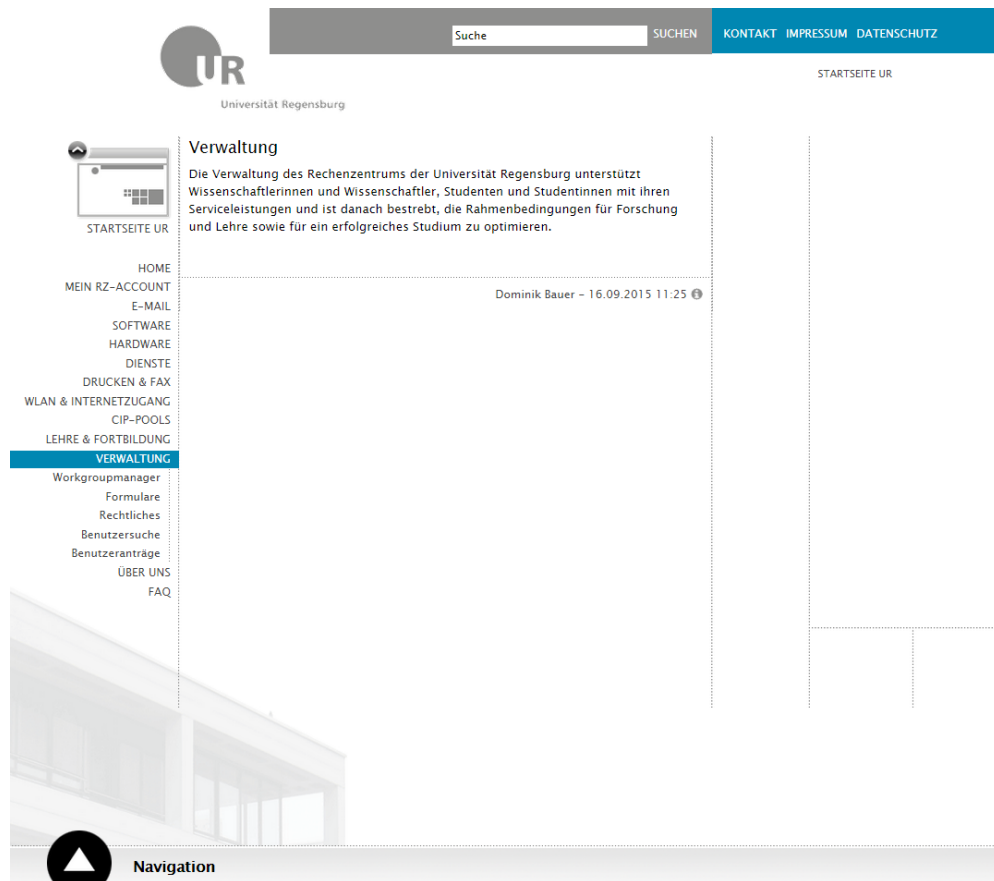 Suche
SUCHEN
KONTAKT IMPRESSUM DATENSCHUTZ
STARTSEITE UR
UR
Universität Regensburg
STARTSEITE UR
HOME
MEIN RZ-ACCOUNT
E-MAIL
SOFTWARE
HARDWARE
DIENSTE
DRUCKEN & FAX
WLAN & INTERNETZUGANG
CIP-POOLS
LEHRE & FORTBILDUNG
VERWALTUNG
Workgroupmanager
Formulare
Rechtliches
Benutzersuche
Benutzeranträge
ÜBER UNS
FAQ
Verwaltung
Die Verwaltung des Rechenzentrums der Universität Regensburg unterstützt
Wissenschaftlerinnen und Wissenschaftler, Studenten und Studentinnen mit ihren
Serviceleistungen und ist danach bestrebt, die Rahmenbedingungen für Forschung
und Lehre sowie für ein erfolgreiches Studium zu optimieren.
Dominik Bauer - 16.09.2015 11:25
Navigation